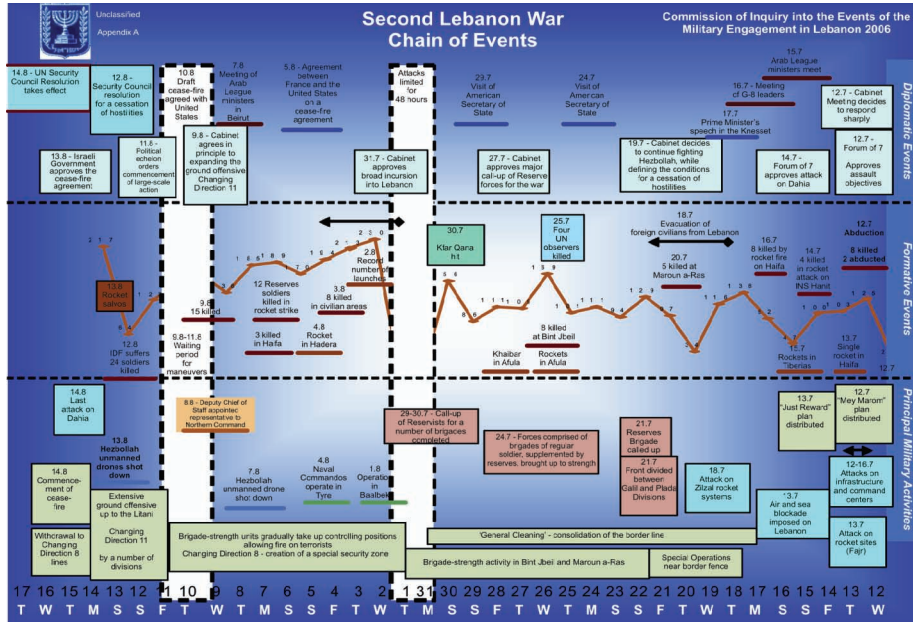 Unclassified
Appendix A
Second Lebanon War
Chain of Events
Commission of Inquiry into the Events of the
Military Engagement in Lebanon 2006
14.8 - UN Security
Council Resolution
takes effect
12.8 -
Security Council
resolution
for a cessation of
hostilities
10.8
Draft
cease-fire
agreed with
United
States
7.8
Meeting of
Arab
League
ministers
in
Beirut
5.8 - Agreement
between
France and the
United States
on a
cease-fire
agreement
Attacks
limited for
48 hours
29.7
Visit of
American
Secretary of
State
24.7
Visit of
American
Secretary of
State
15.7
Arab League
ministers meet
16.7 - Meeting
of G-8 leaders
17.7
Prime Minister's
speech in the Knesset
12.7 - Cabinet
Meeting decides
to respond
sharply
13.8 - Israeli
Government
approves the
cease-fire
agreement:
11.8 -
Political
echelon
orders
commencement
of large-scale
action
9.8 - Cabinet
agrees in
principle to
expanding the
ground offensive
Changing
Direction 11
31.7 - Cabinet
approves
broad incursion
into Lebanon
27.7 - Cabinet
approves major
call-up of Reserve
forces for the war
19.7 - Cabinet decides
to continue fighting
Hezbollah, while
defining the conditions
for a cessation of
hostilities
14.7 - Forum of 7
approves attack
on Dahia
12.7
Forum of 7
Approves
assault
objectives
Diplomatic Events
13.8 Rocket
salvos
12.8
IDF suffers
24 soldiers
killed
9.8
15 killed
9.8-11.8
Waiting
period for
maneuvers
12 Reserves
soldiers
killed in
rocket strike
3 killed
in Haifa
4.8
Rocket
in Hadera
3.8
8 killed
in civilian areas
2.8
Record
number of
launches
30.7
Kfar Qana
hit
25.7
Four
UN
observers
killed
8 killed
at Bint Jbeil
Khaibar
in Afula
Rockets
in Afula
18.7
Evacuation of
foreign civilians from Lebanon
20.7
5 killed at
Maroun a-Ras
16.7
8 killed by
rocket fire
on Haifa
14.7
4 killed
in rocket
attack on
INS Hanit
12.7
Abduction
8 killed
2 abducted
15.7
Rockets in
Tiberias
13.7
Single
rocket in
Haifa
12.7
Formative Events
14.8
Last
attack on
Dahia
13.8
Hezbollah
unmanned
drones shot
down
8.8 - Deputy Chief of
Staff appointed
representative to
Northern Command
29-30.7 - Call-up
of Reservists for a
number of brigades
completed
24.7 - Forces comprised
of brigades of regular
soldier, supplemented
by reserves, brought up to strength
21.7
Reserves
Brigade
called up
21.7
Front divided
between
Galil and Plada
Divisions
18.7
Attack on
Zilzal rocket
systems
13.7
"Just Reward"
plan
distributed
12.7
"Mey Marom"
plan
distributed
12-16.7
Attacks on
infrastructure
and command
centers
13.7
Air and sea
blockade
imposed on
Lebanon
13.7
Attack on
rocket sites
(Fajr)
14.8
Commence-
ment of
cease-
fire
Withdrawal to
Changing
Direction 8
lines
Extensive
ground offensive
up to the Litani
Changing
Direction 11
by a number of
divisions
7.8
Hezbollah
unmanned drone
shot down
4.8
Naval
Commandos
operate in
Tyre
1.8
Operation
in
Baalbek
Brigade-strength units gradually take up controlling positions
allowing fire on terrorists
Changing Direction 8 - creation of a special security zone
'General Cleaning' - consolidation of the border line
Brigade-strength activity in Bint Jbeil and Maroun a-Ras
Special Operations
near border fence
Principal Military Activities
17 16 15 14 13 12 11 10 9 8 7 6 5 4 3 2 1 31 30 29 28 27 26 25 24 23 22 21 20 19 18 17 16 15 14 13 12
T W T M S S F T W T M S S F T W T M S S F T W T M S S F T W T M S S F T W